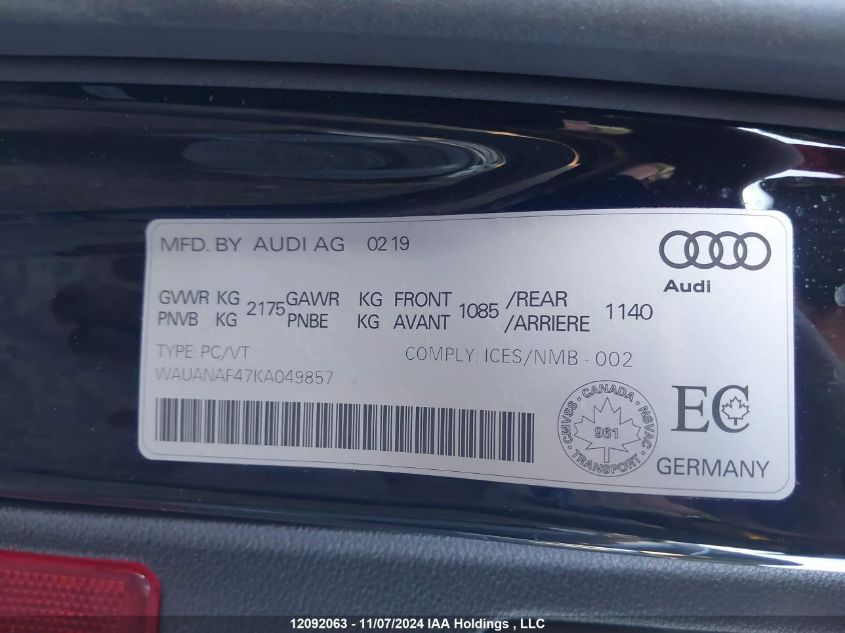 MFD. BY AUDI AG 02 19
Audi
GVWR KG 2175 GAWR KG FRONT 1085 /REAR 1140
PNVB KG PNBE KG AVANT /ARRIERE
TYPE: PC/VT COMPLY: ICES/NMB - 002
WAUANAF47KA049857
CANADA
CMVSS · NSVAC
961
TRANSPORT
EC
GERMANY
12092063 - 11/07/2024 IAA Holdings , LLC